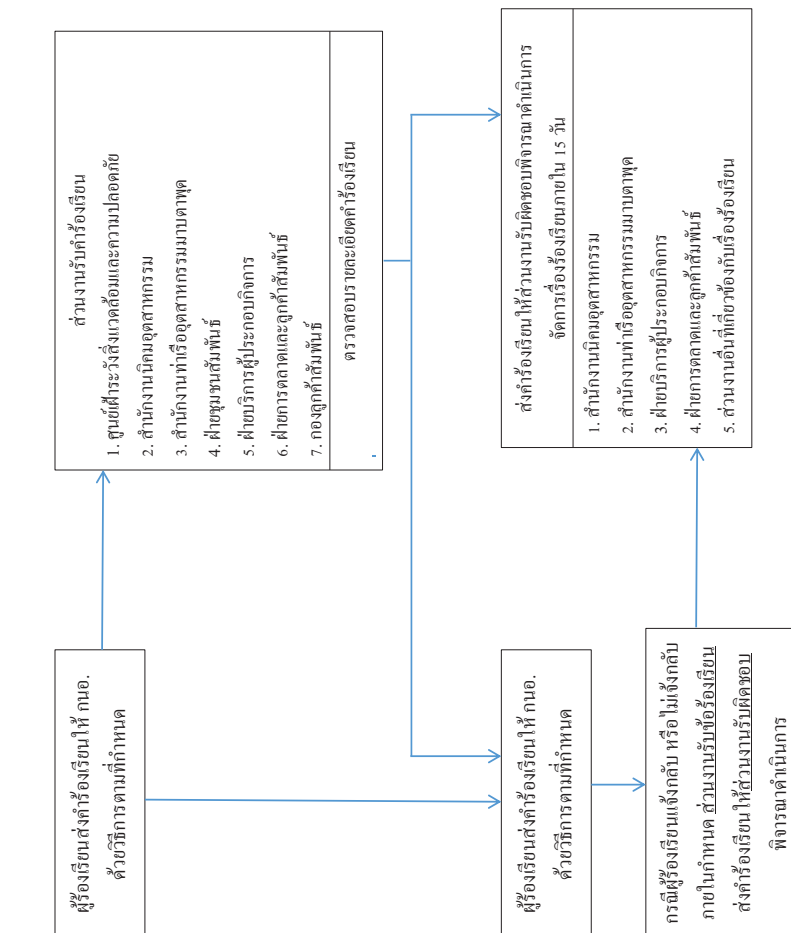 ผู้ร้องเรียนส่งคำร้องเรียนให้ กนอ.
ด้วยวิธีการตามที่กำหนด
ส่วนงานรับคำร้องเรียน
1. ศูนย์เฝ้าระวังสิ่งแวดล้อมและความปลอดภัย
2. สำนักงานนิคมอุตสาหกรรม
3. สำนักงานท่าเรืออุตสาหกรรมมาบตาพุด
4. ฝ่ายชุมชนสัมพันธ์
5. ฝ่ายบริการผู้ประกอบกิจการ
6. ฝ่ายการตลาดและลูกค้าสัมพันธ์
7. กองลูกค้าสัมพันธ์
ตรวจสอบรายละเอียดคำร้องเรียน
ผู้ร้องเรียนส่งคำร้องเรียนให้ กนอ.
ด้วยวิธีการตามที่กำหนด
กรณีผู้ร้องเรียนแจ้งกลับ หรือไม่แจ้งกลับ
ภายในกำหนด ส่วนงานรับข้อร้องเรียน
ส่งคำร้องเรียนให้ส่วนงานรับผิดชอบ
พิจารณาดำเนินการ
ส่งคำร้องเรียนให้ส่วนงานรับผิดชอบพิจารณาดำเนินการ
จัดการเรื่องร้องเรียนภายใน 15 วัน
1. สำนักงานนิคมอุตสาหกรรม
2. สำนักงานท่าเรืออุตสาหกรรมมาบตาพุด
3. ฝ่ายบริการผู้ประกอบกิจการ
4. ฝ่ายการตลาดและลูกค้าสัมพันธ์
5. ส่วนงานอื่นที่เกี่ยวข้องกับเรื่องร้องเรียน